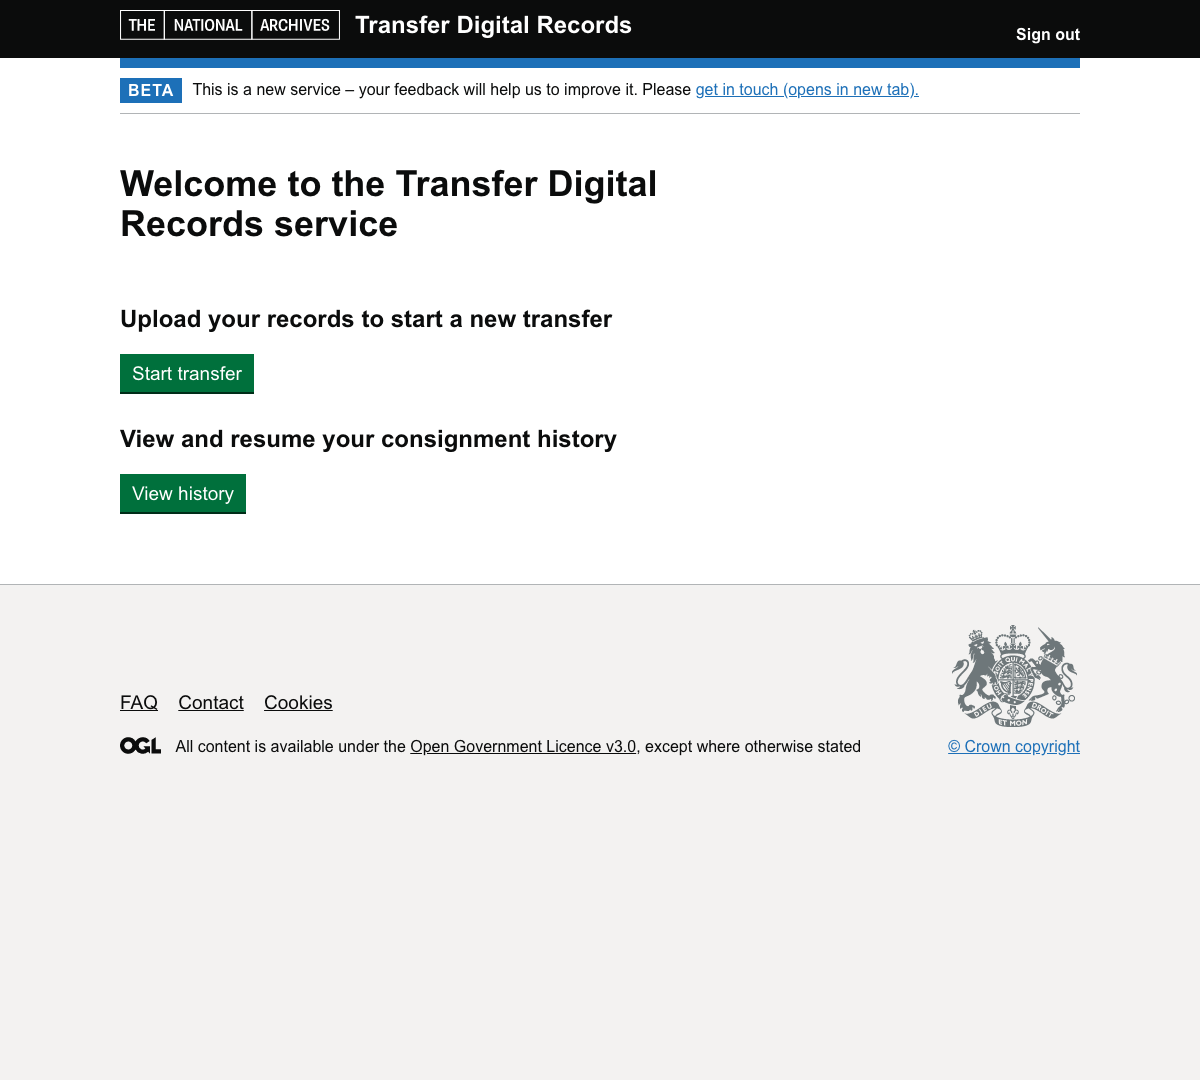 THE NATIONAL ARCHIVES Transfer Digital Records
Sign out
BETA This is a new service – your feedback will help us to improve it. Please get in touch (opens in new tab).
Welcome to the Transfer Digital
Records service
Upload your records to start a new transfer
Start transfer
View and resume your consignment history
View history
FAQ Contact Cookies
DIEU ET MON DROIT
OGL All content is available under the Open Government Licence v3.0, except where otherwise stated
© Crown copyright